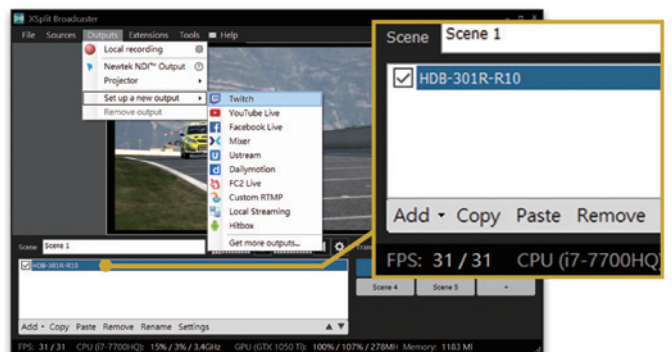 XSplit Broadcaster
File Sources Outputs Extensions Tools Help
Local recording
Newtek NDI™ Output
Projector
Set up a new output
Remove output
Twitch
YouTube Live
Facebook Live
Mixer
Ustream
Dailymotion
FC2 Live
Custom RTMP
Local Streaming
Hitbox
Get more outputs...
Scene Scene 1
HDB-301R-R10
Scene 4 Scene 5 +
Add Copy Paste Remove Rename Settings
FPS: 31 / 31 CPU (i7-7700HQ): 15% / 3% / 3.4GHz GPU (GTX 1050 Ti): 100% / 107% / 278MH Memory: 1183 MI
Scene Scene 1
HDB-301R-R10
Add Copy Paste Remove
FPS: 31 / 31 CPU (i7-7700HQ)